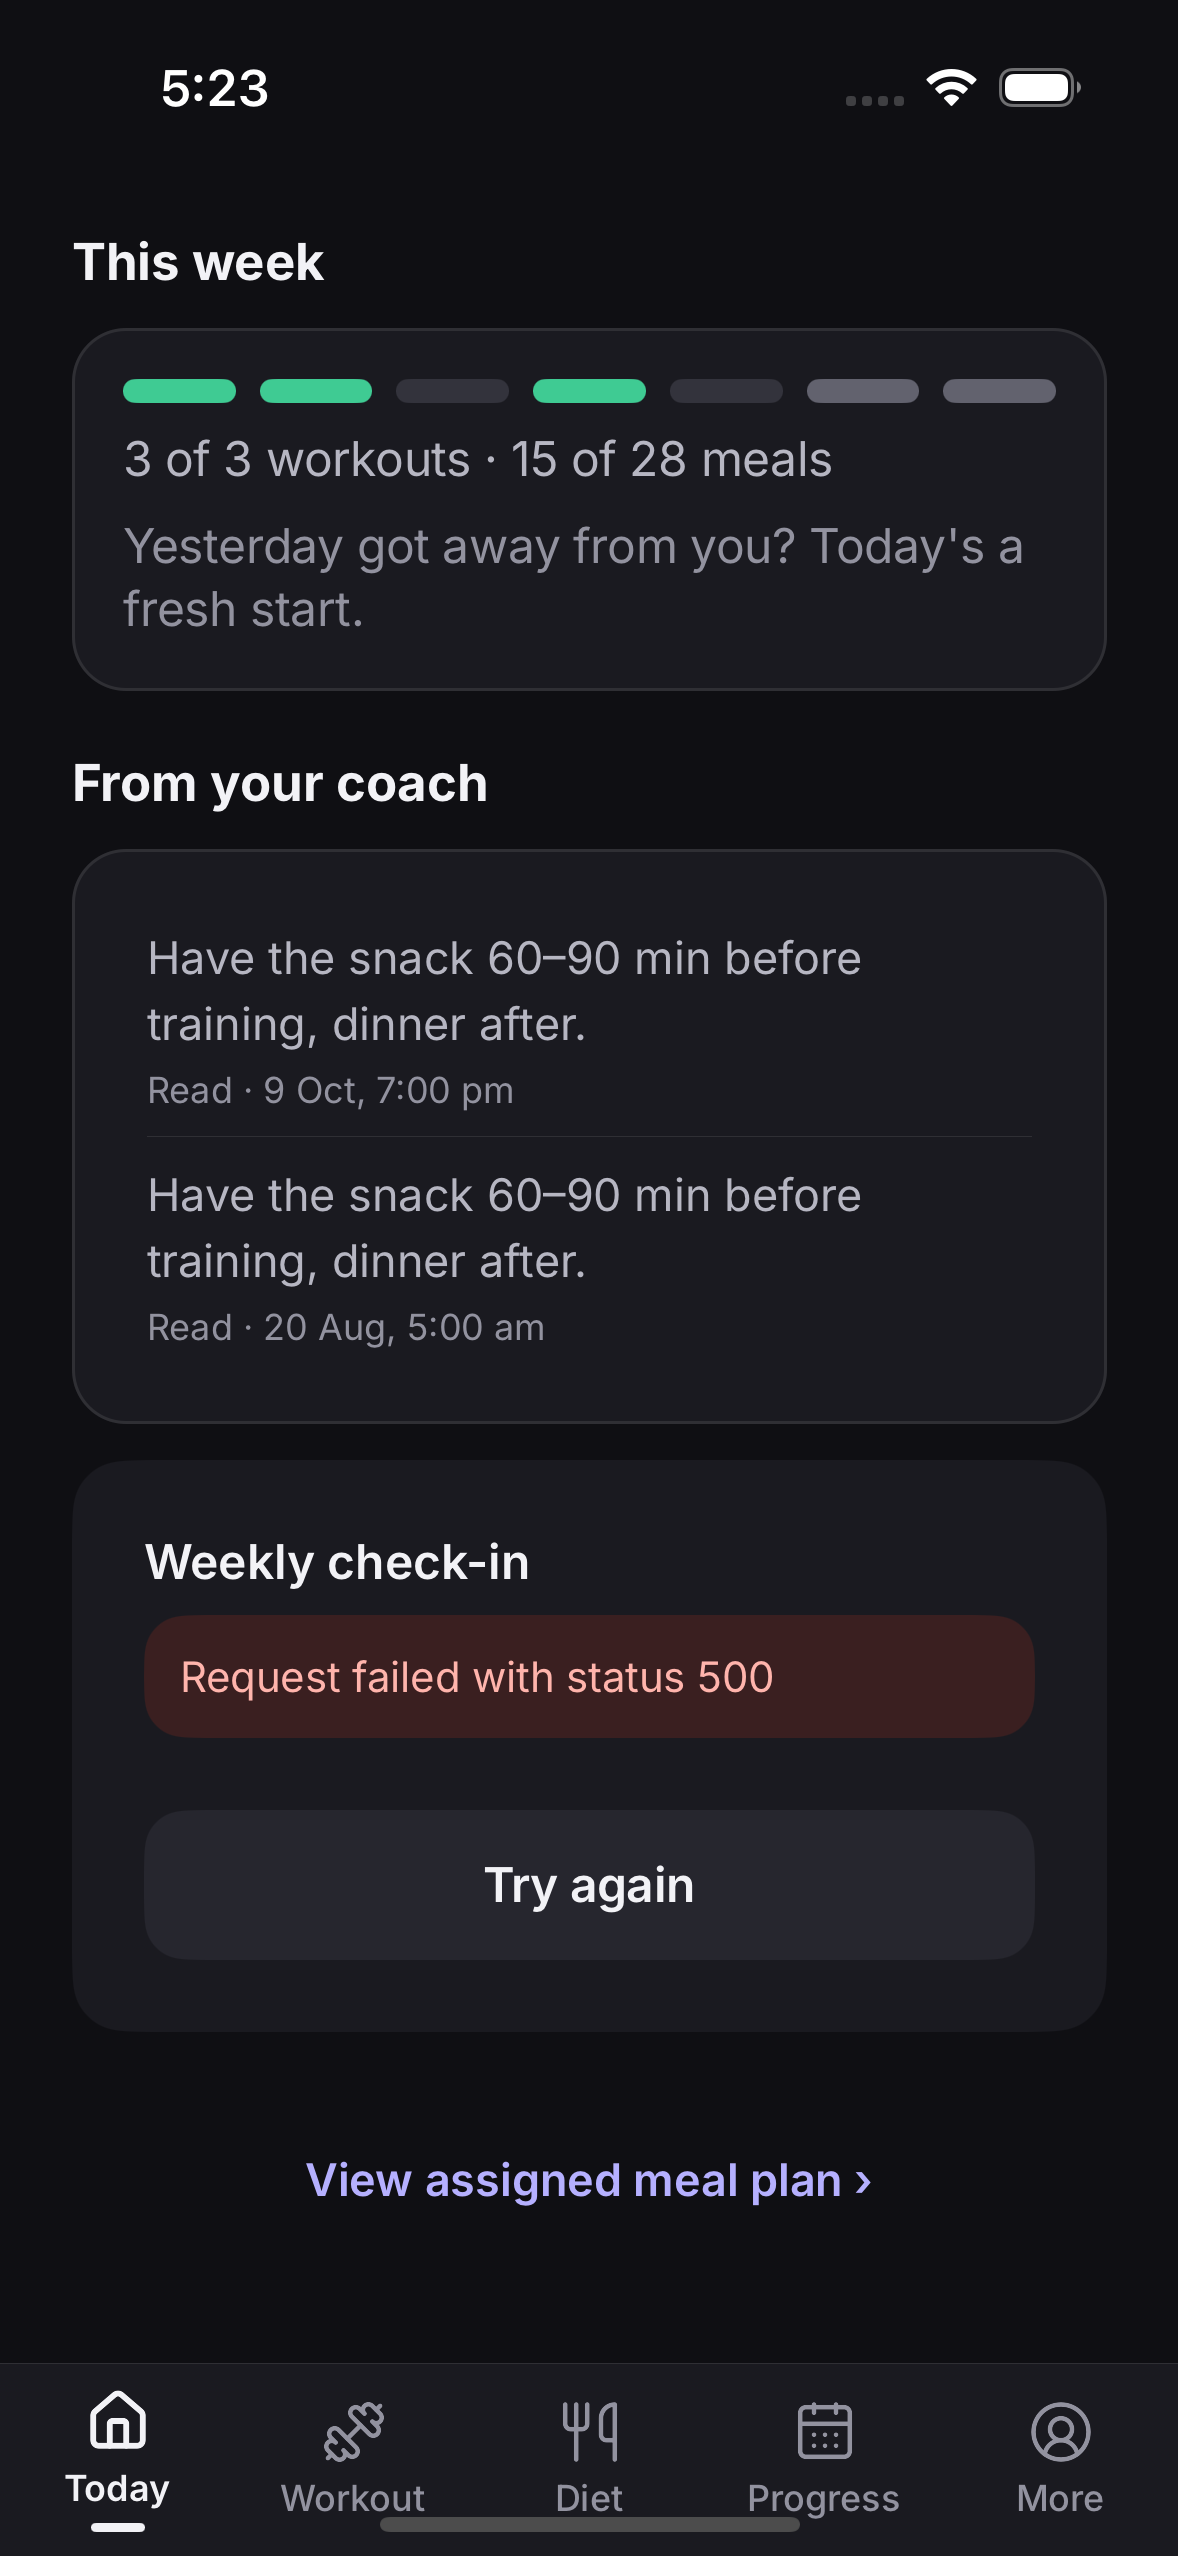 5:23
This week
3 of 3 workouts · 15 of 28 meals
Yesterday got away from you? Today's a
fresh start.
From your coach
Have the snack 60–90 min before
training, dinner after.
Read · 9 Oct, 7:00 pm
Have the snack 60–90 min before
training, dinner after.
Read · 20 Aug, 5:00 am
Weekly check-in
Request failed with status 500
Try again
View assigned meal plan ›
Today
Workout
Diet
Progress
More